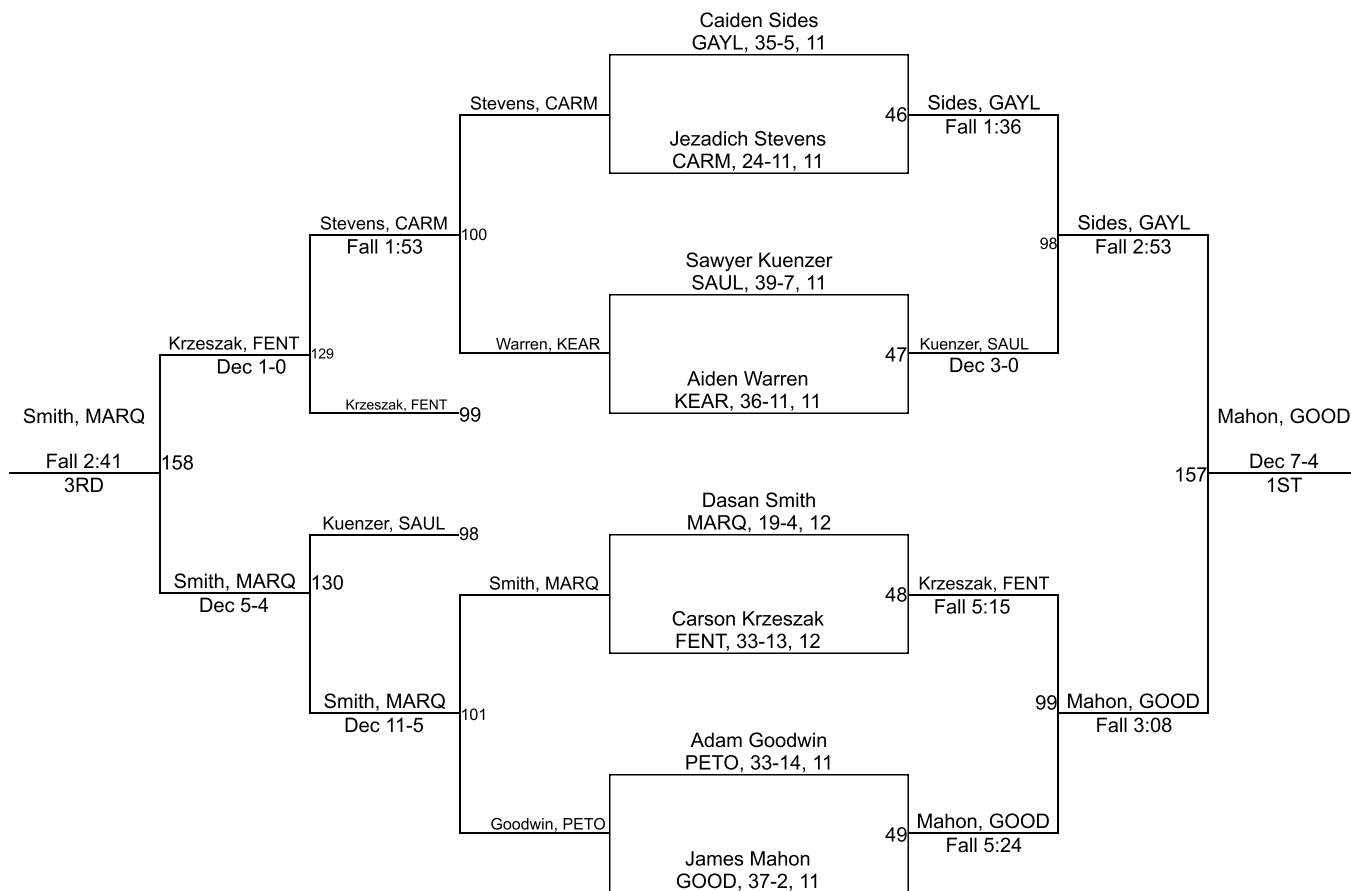 Caiden Sides
GAYL, 35-5, 11
Stevens, CARM
46
Sides, GAYL
Fall 1:36
Jezadich Stevens
CARM, 24-11, 11
Stevens, CARM
Fall 1:53
100
98
Sides, GAYL
Fall 2:53
Sawyer Kuenzer
SAUL, 39-7, 11
Krzeszak, FENT
Dec 1-0
129
Warren, KEAR
47
Kuenzer, SAUL
Dec 3-0
Aiden Warren
KEAR, 36-11, 11
Krzeszak, FENT
99
Smith, MARQ
Fall 2:41
3RD
158
Mahon, GOOD
157
Dec 7-4
1ST
Dasan Smith
MARQ, 19-4, 12
Kuenzer, SAUL
98
Smith, MARQ
Dec 5-4
130
Smith, MARQ
48
Krzeszak, FENT
Fall 5:15
Carson Krzeszak
FENT, 33-13, 12
Smith, MARQ
Dec 11-5
101
99
Mahon, GOOD
Fall 3:08
Adam Goodwin
PETO, 33-14, 11
Goodwin, PETO
49
Mahon, GOOD
Fall 5:24
James Mahon
GOOD, 37-2, 11